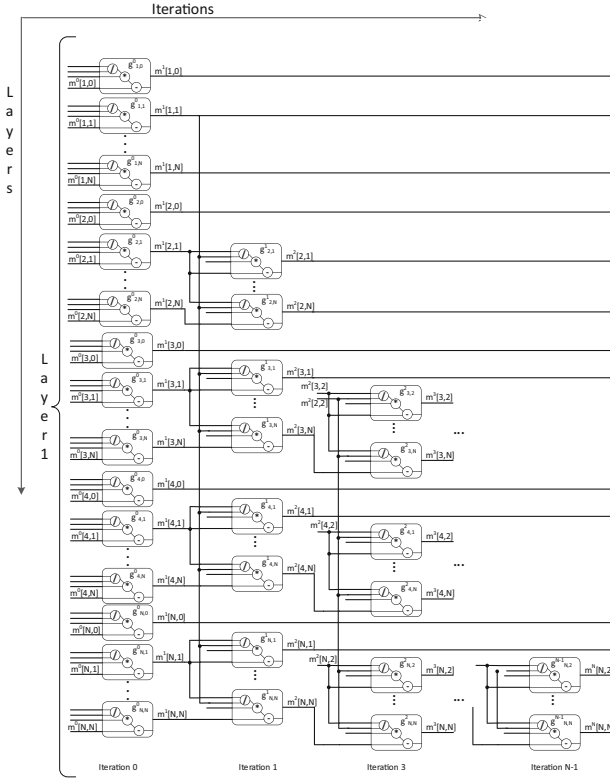 Iterations
Layers
Layer1
g⁰1,0
m⁰[1,0] m¹[1,0]
g⁰1,1
m⁰[1,1] m¹[1,1]
g⁰1,N
m⁰[1,N] m¹[1,N]
g⁰2,0
m⁰[2,0] m¹[2,0]
g⁰2,1 m¹[2,1] g¹2,1
m⁰[2,1] m²[2,1]
g⁰2,N m¹[2,N] g¹2,N
m⁰[2,N] m²[2,N]
g⁰3,0
m⁰[3,0] m¹[3,0]
g⁰3,1 m¹[3,1] g¹3,1 m²[3,1]
m⁰[3,1] m²[3,2] g²3,2 m³[3,2]
m²[2,2]
...
g⁰3,N m¹[3,N] g¹3,N m²[3,N]
m⁰[3,N] g²3,N m³[3,N]
g⁰4,0
m⁰[4,0] m¹[4,0]
g⁰4,1 m¹[4,1] g¹4,1 m²[4,1]
m⁰[4,1] m²[4,2] g²4,1 m³[4,2]
...
g⁰4,N m¹[4,N] g¹4,N m²[4,N]
m⁰[4,N] g²4,N m³[4,N]
g⁰N,0
m⁰[N,0] m¹[N,0]
g⁰N,1 m¹[N,1] g¹N,1 m²[N,1]
m⁰[N,1] m²[N,2] g²N,2 m³[N,2] gᴺ⁻¹N,2 mᴺ[N,2]
...
g⁰N,N m¹[N,N] g¹N,N m²[N,N]
m⁰[N,N] g²N,N m³[N,N] gᴺ⁻¹N,N mᴺ[N,N]
Iteration 0 Iteration 1 Iteration 3 Iteration N-1